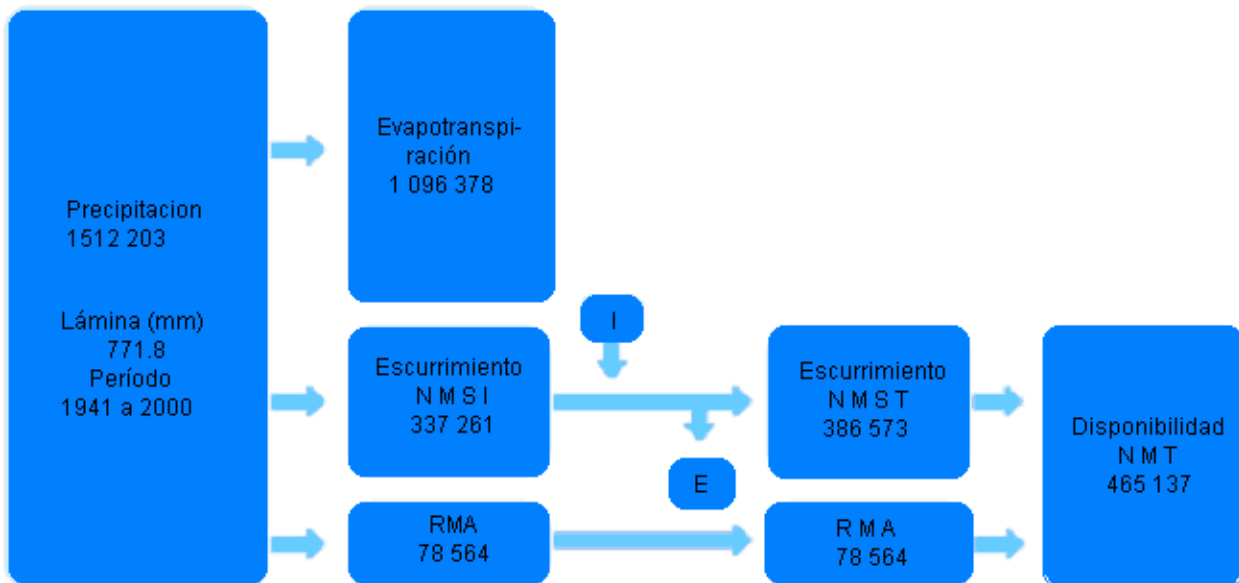 Precipitacion
1512 203
Lámina (mm)
771.8
Período
1941 a 2000
Evapotranspi-
ración
1 096 378
Escurrimiento
N M S I
337 261
RMA
78 564
I
E
Escurrimiento
N M S T
386 573
R M A
78 564
Disponibilidad
N M T
465 137